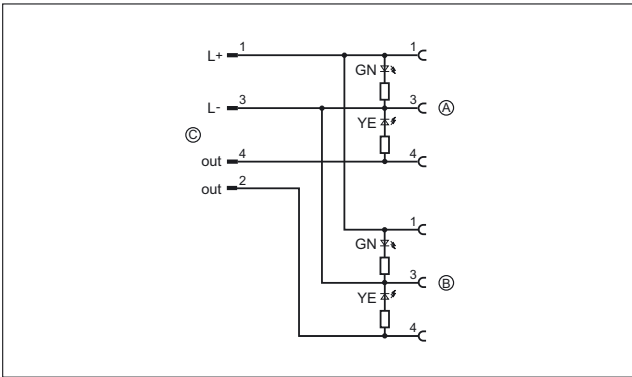 L+ 1 1
GN
L- 3 3 Ⓐ
YE
Ⓒ
out 4 4
out 2
1
GN
3 Ⓑ
YE
4